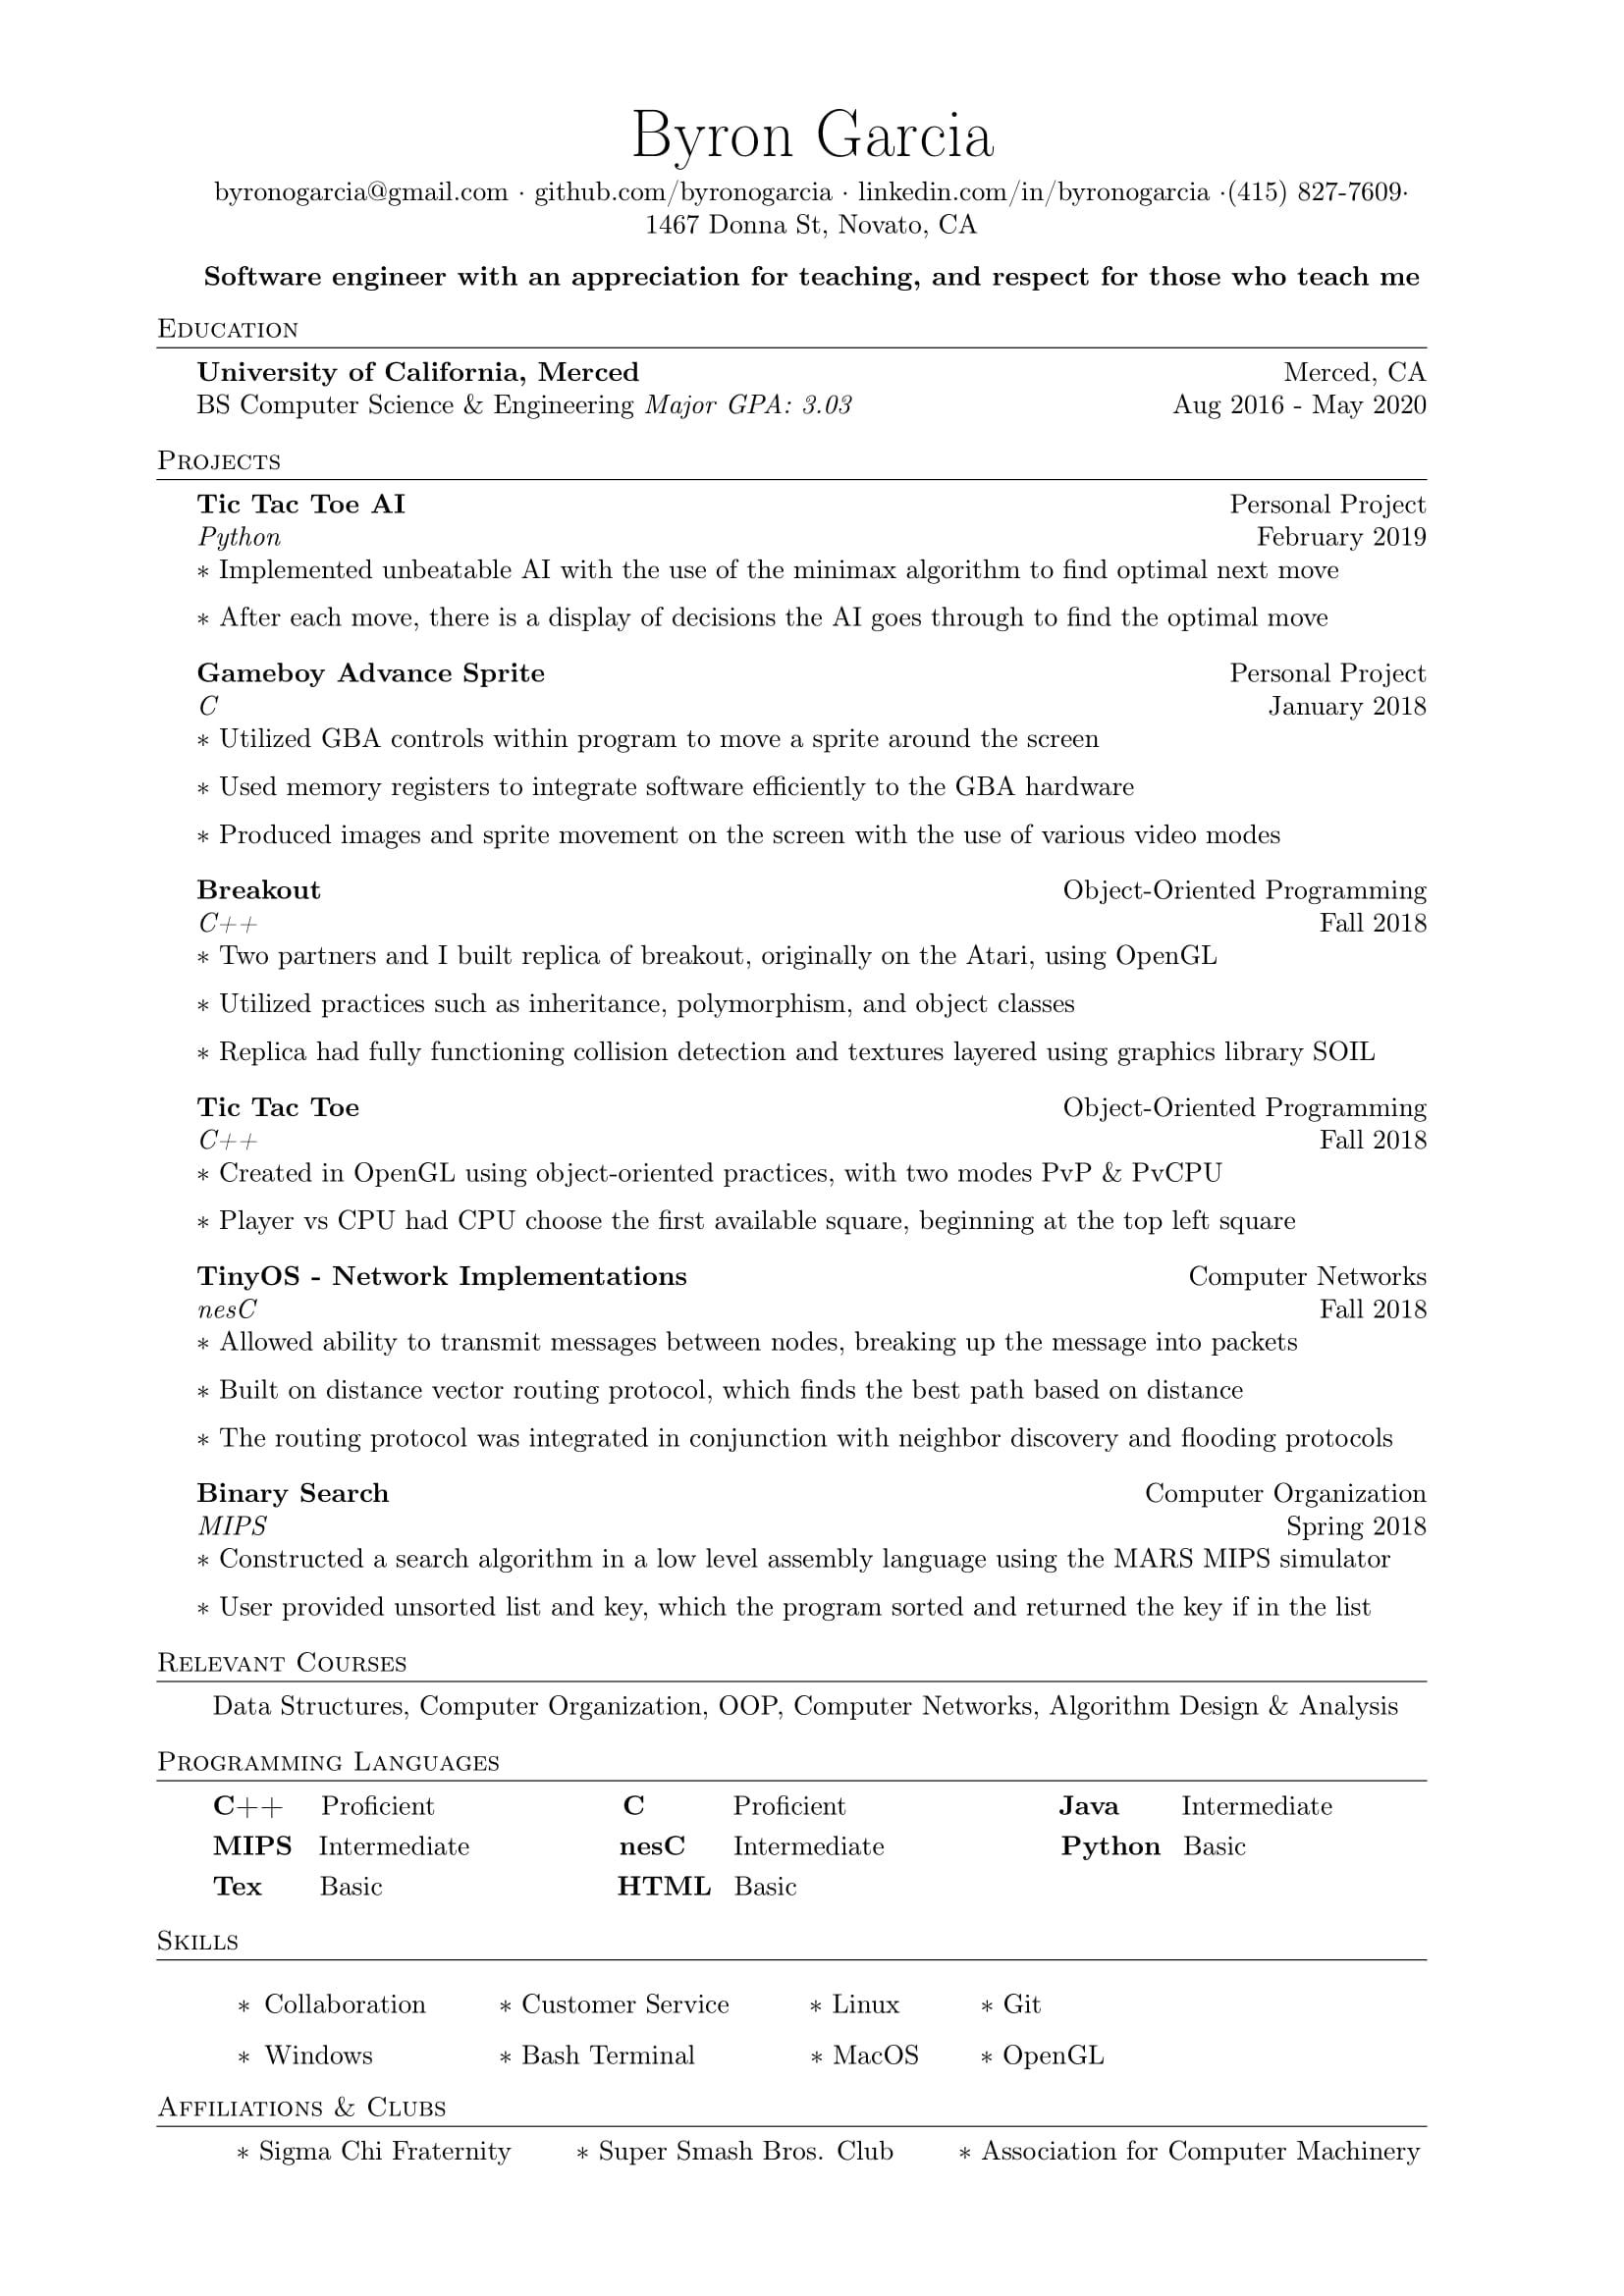 Byron Garcia
byronogarcia@gmail.com · github.com/byronogarcia · linkedin.com/in/byronogarcia ·(415) 827-7609·
1467 Donna St, Novato, CA
Software engineer with an appreciation for teaching, and respect for those who teach me
Education
University of California, Merced Merced, CA
BS Computer Science & Engineering Major GPA: 3.03 Aug 2016 - May 2020
Projects
Tic Tac Toe AI Personal Project
Python February 2019
* Implemented unbeatable AI with the use of the minimax algorithm to find optimal next move
* After each move, there is a display of decisions the AI goes through to find the optimal move
Gameboy Advance Sprite Personal Project
C January 2018
* Utilized GBA controls within program to move a sprite around the screen
* Used memory registers to integrate software efficiently to the GBA hardware
* Produced images and sprite movement on the screen with the use of various video modes
Breakout Object-Oriented Programming
C++ Fall 2018
* Two partners and I built replica of breakout, originally on the Atari, using OpenGL
* Utilized practices such as inheritance, polymorphism, and object classes
* Replica had fully functioning collision detection and textures layered using graphics library SOIL
Tic Tac Toe Object-Oriented Programming
C++ Fall 2018
* Created in OpenGL using object-oriented practices, with two modes PvP & PvCPU
* Player vs CPU had CPU choose the first available square, beginning at the top left square
TinyOS - Network Implementations Computer Networks
nesC Fall 2018
* Allowed ability to transmit messages between nodes, breaking up the message into packets
* Built on distance vector routing protocol, which finds the best path based on distance
* The routing protocol was integrated in conjunction with neighbor discovery and flooding protocols
Binary Search Computer Organization
MIPS Spring 2018
* Constructed a search algorithm in a low level assembly language using the MARS MIPS simulator
* User provided unsorted list and key, which the program sorted and returned the key if in the list
Relevant Courses
Data Structures, Computer Organization, OOP, Computer Networks, Algorithm Design & Analysis
Programming Languages
C++ Proficient C Proficient Java Intermediate
MIPS Intermediate nesC Intermediate Python Basic
Tex Basic HTML Basic
Skills
* Collaboration * Customer Service * Linux * Git
* Windows * Bash Terminal * MacOS * OpenGL
Affiliations & Clubs
* Sigma Chi Fraternity * Super Smash Bros. Club * Association for Computer Machinery